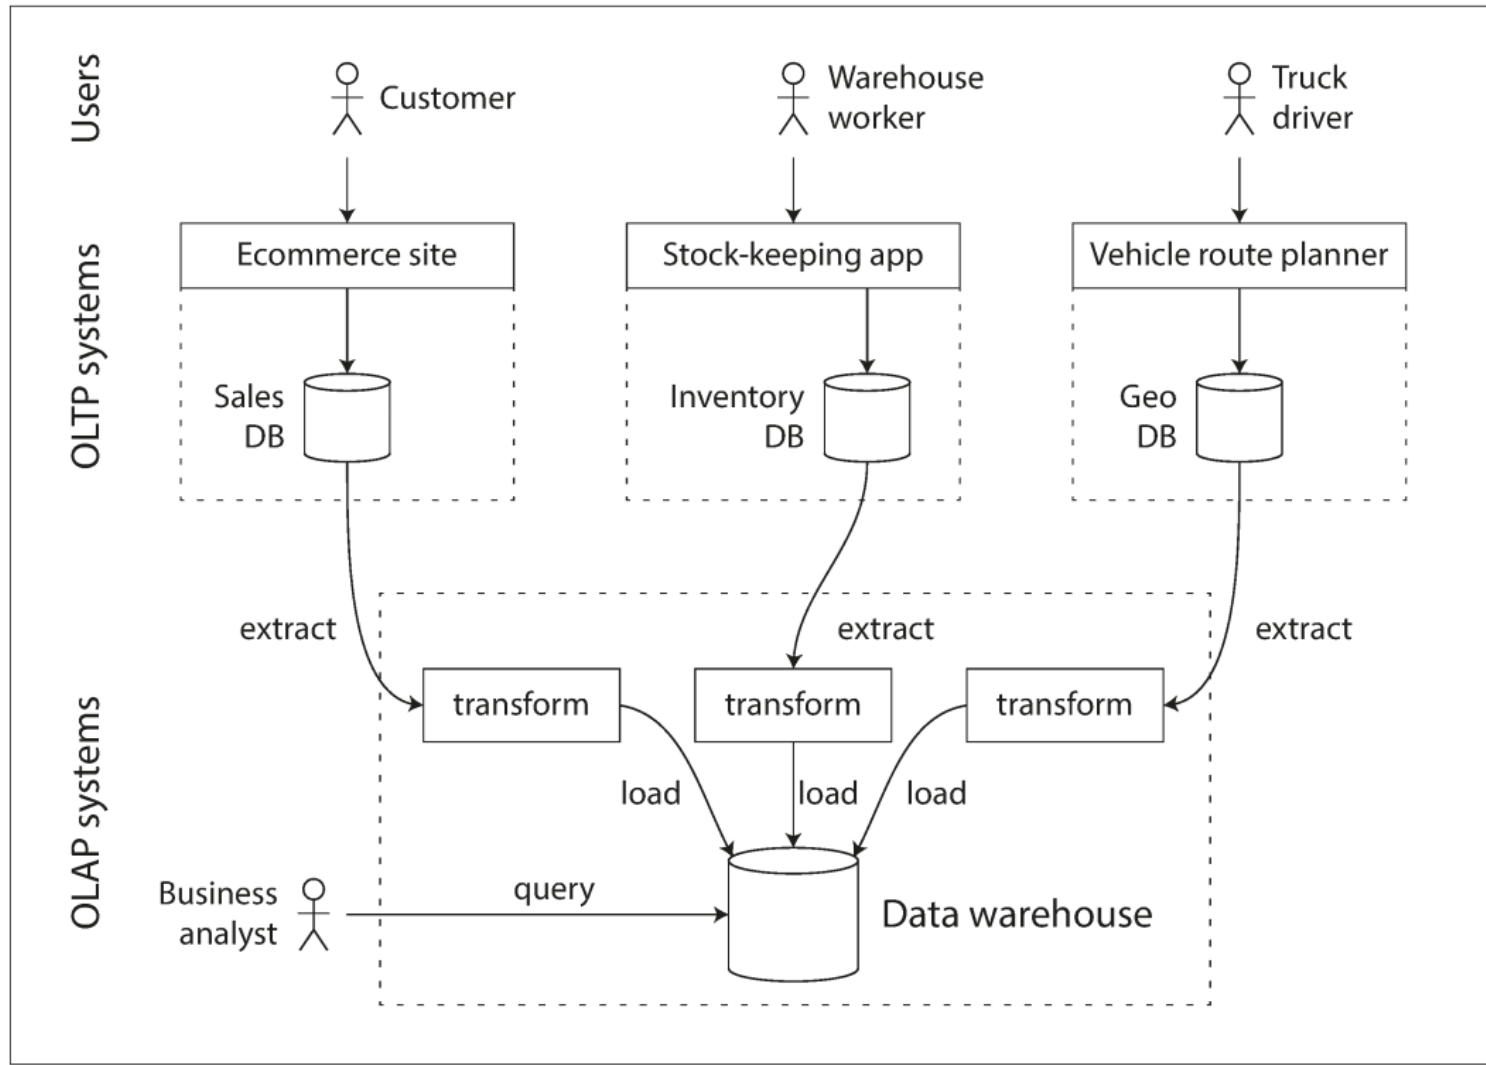 Users
Customer
Warehouse
worker
Truck
driver
OLTP systems
Ecommerce site
Stock-keeping app
Vehicle route planner
Sales
DB
Inventory
DB
Geo
DB
extract
extract
extract
OLAP systems
transform
transform
transform
load
load
load
Business
analyst
query
Data warehouse